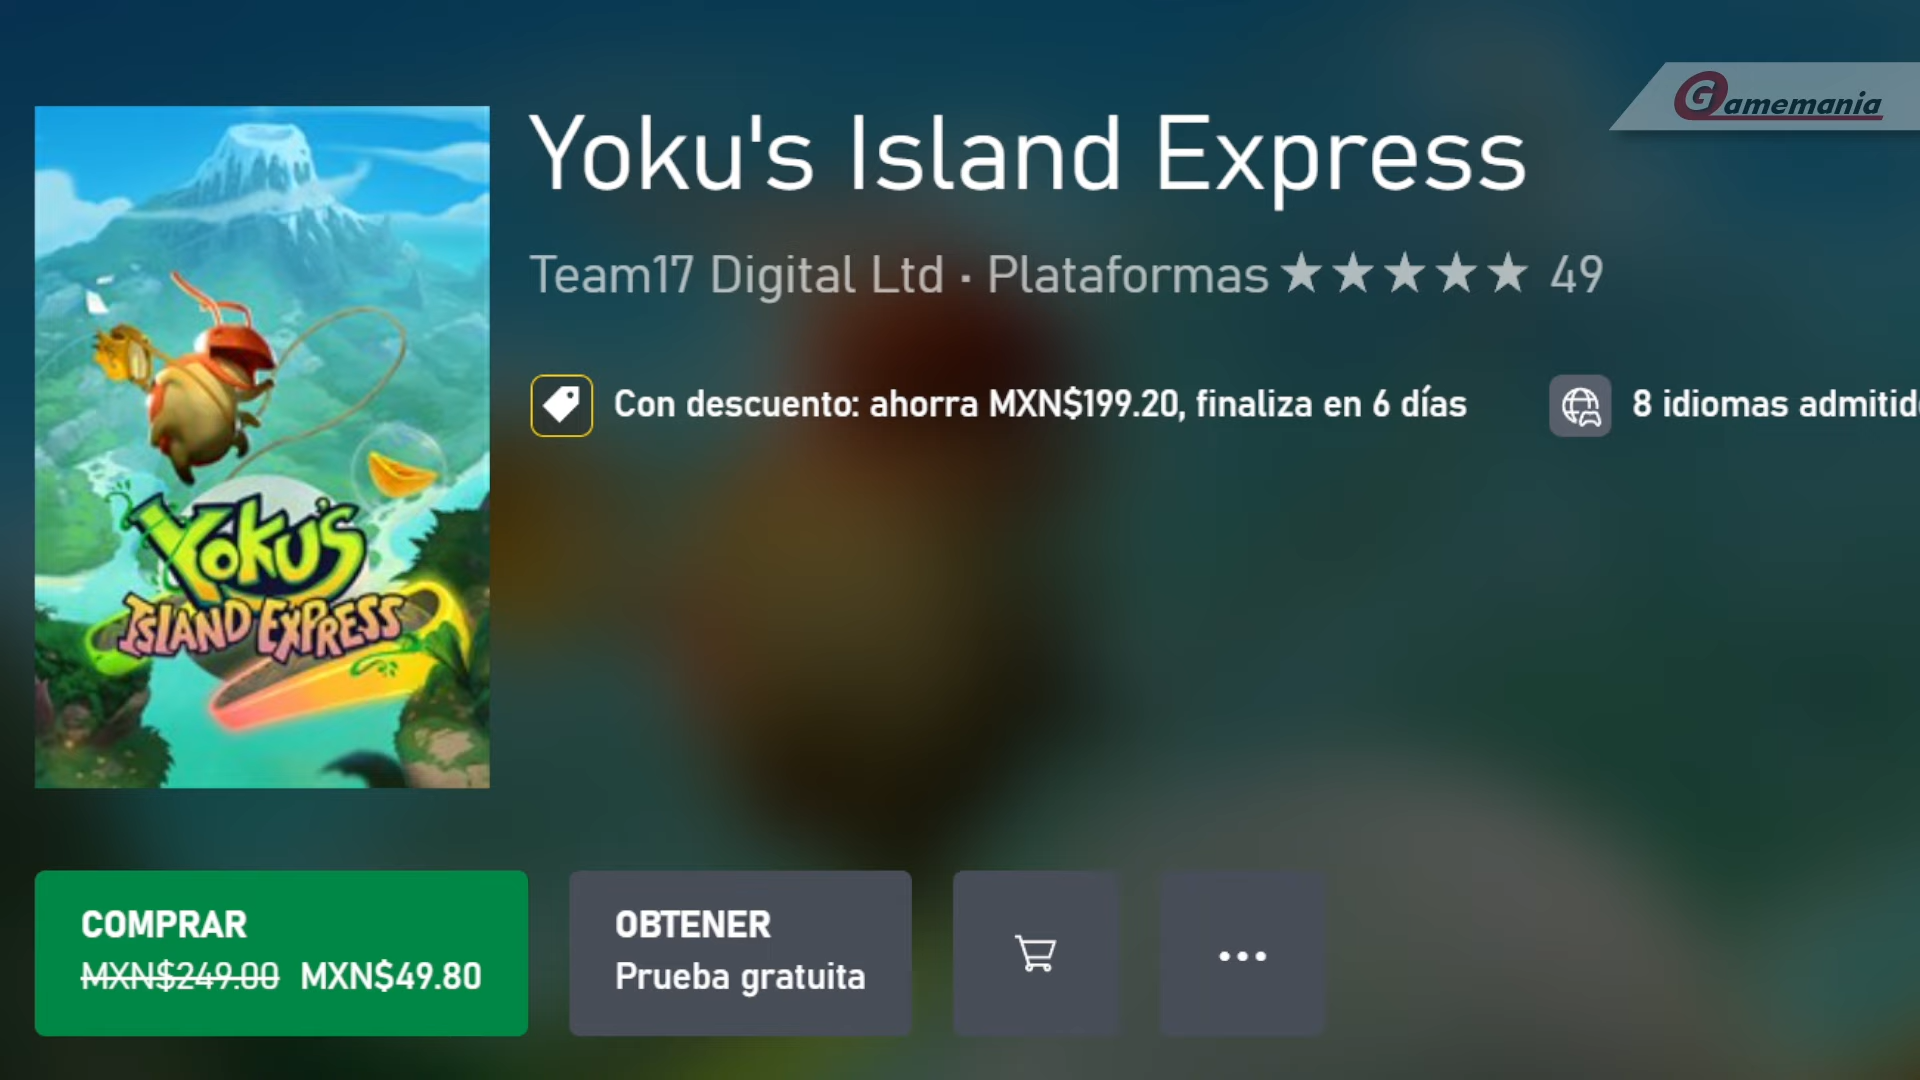 Gamemania
Yoku's Island Express
Team17 Digital Ltd · Plataformas ★★★★★ 49
Con descuento: ahorra MXN$199.20, finaliza en 6 días
8 idiomas admitid
YOKU'S
ISLAND EXPRESS
COMPRAR
MXN$249.00 MXN$49.80
OBTENER
Prueba gratuita